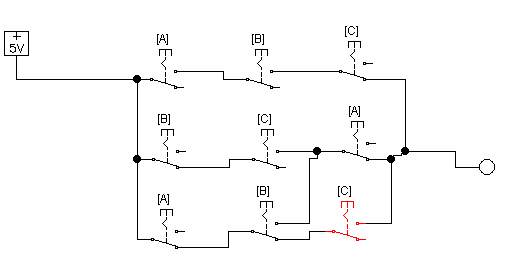 +
5V
[A] [B] [C]
[B] [C] [A]
[A] [B] [C]